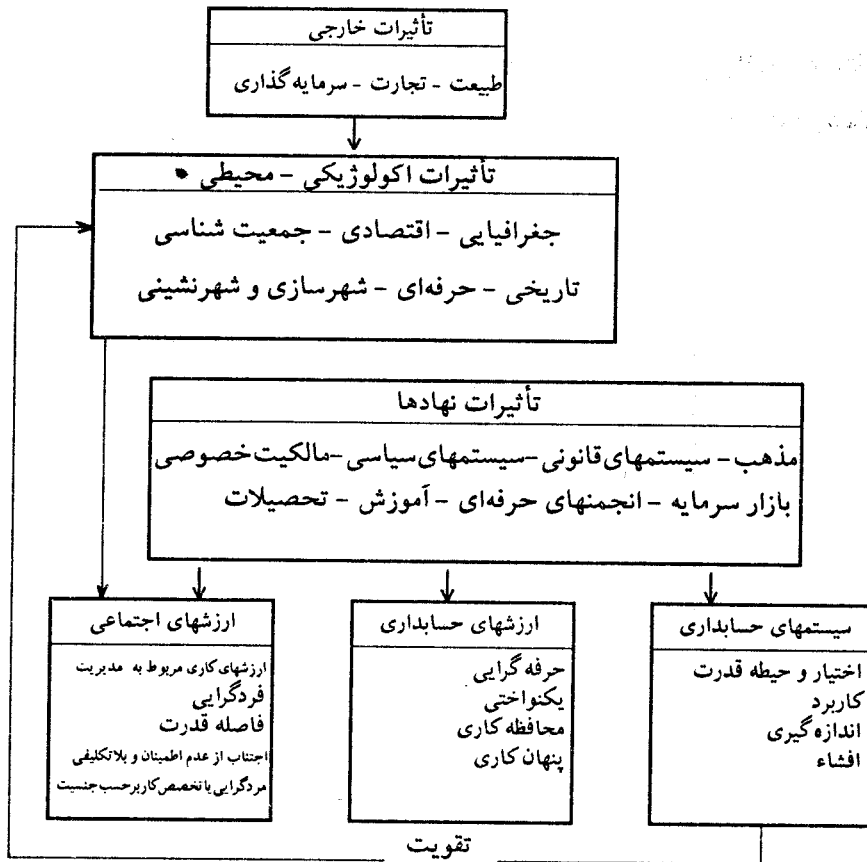 تأثیرات خارجی
طبیعت - تجارت - سرمایه گذاری
تأثیرات اکولوژیکی - محیطی
جغرافیایی - اقتصادی - جمعیت شناسی
تاریخی - حرفه‌ای - شهرسازی و شهرنشینی
تأثیرات نهادها
مذهب - سیستمهای قانونی - سیستمهای سیاسی - مالکیت خصوصی
بازار سرمایه - انجمنهای حرفه‌ای - آموزش - تحصیلات
سیستمهای حسابداری
اختیار و حیطه قدرت
کاربرد
اندازه گیری
افشاء
ارزشهای حسابداری
حرفه گرایی
یکنواختی
محافظه کاری
پنهان کاری
ارزشهای اجتماعی
ارزشهای کاری مربوط به مدیریت
فردگرایی
فاصله قدرت
اجتناب از عدم اطمینان و بلاتکلیفی
مردگرایی یا تخصص کار برحسب جنسیت
تقویت